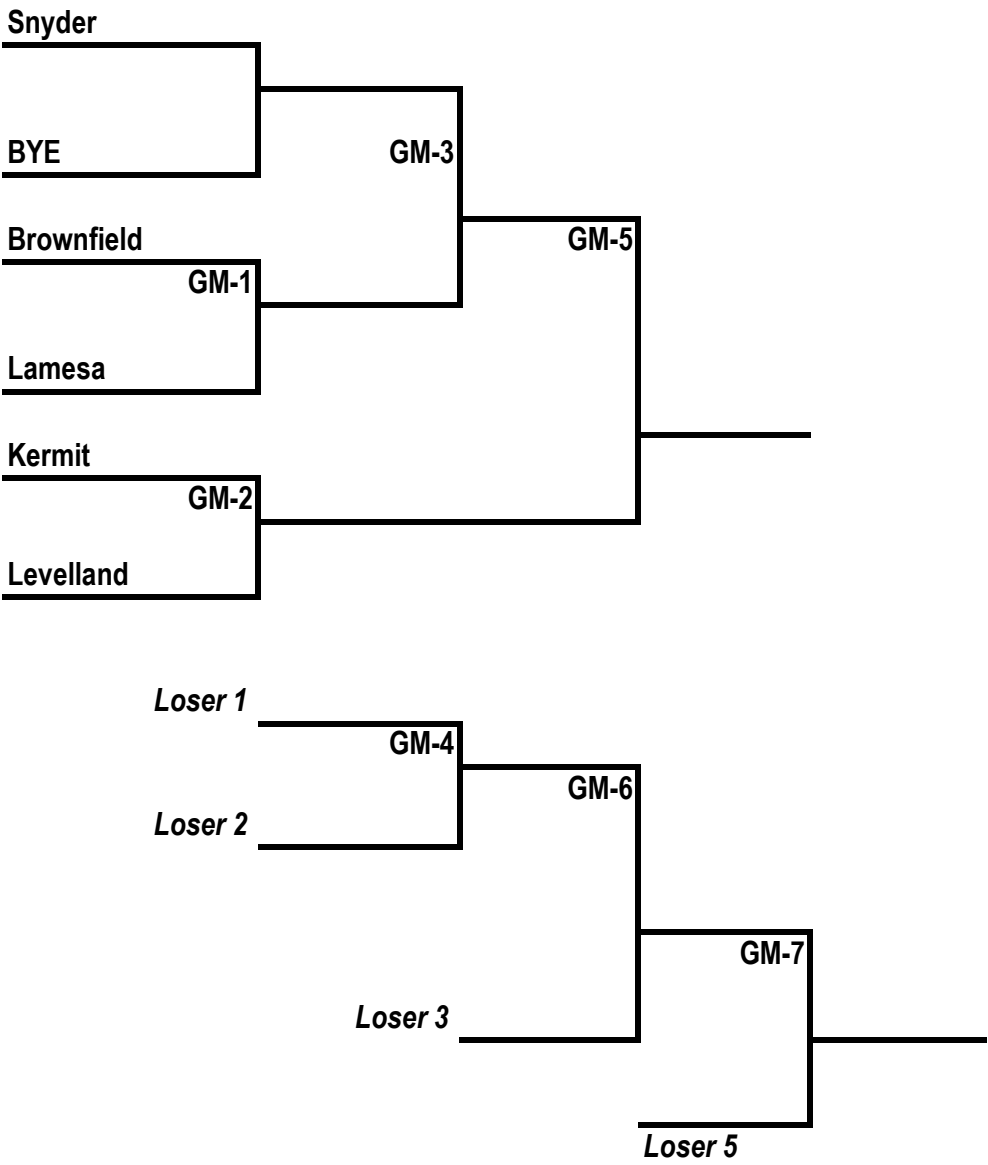 Snyder
BYE
GM-3
Brownfield
GM-5
GM-1
Lamesa
Kermit
GM-2
Levelland
Loser 1
GM-4
GM-6
Loser 2
GM-7
Loser 3
Loser 5